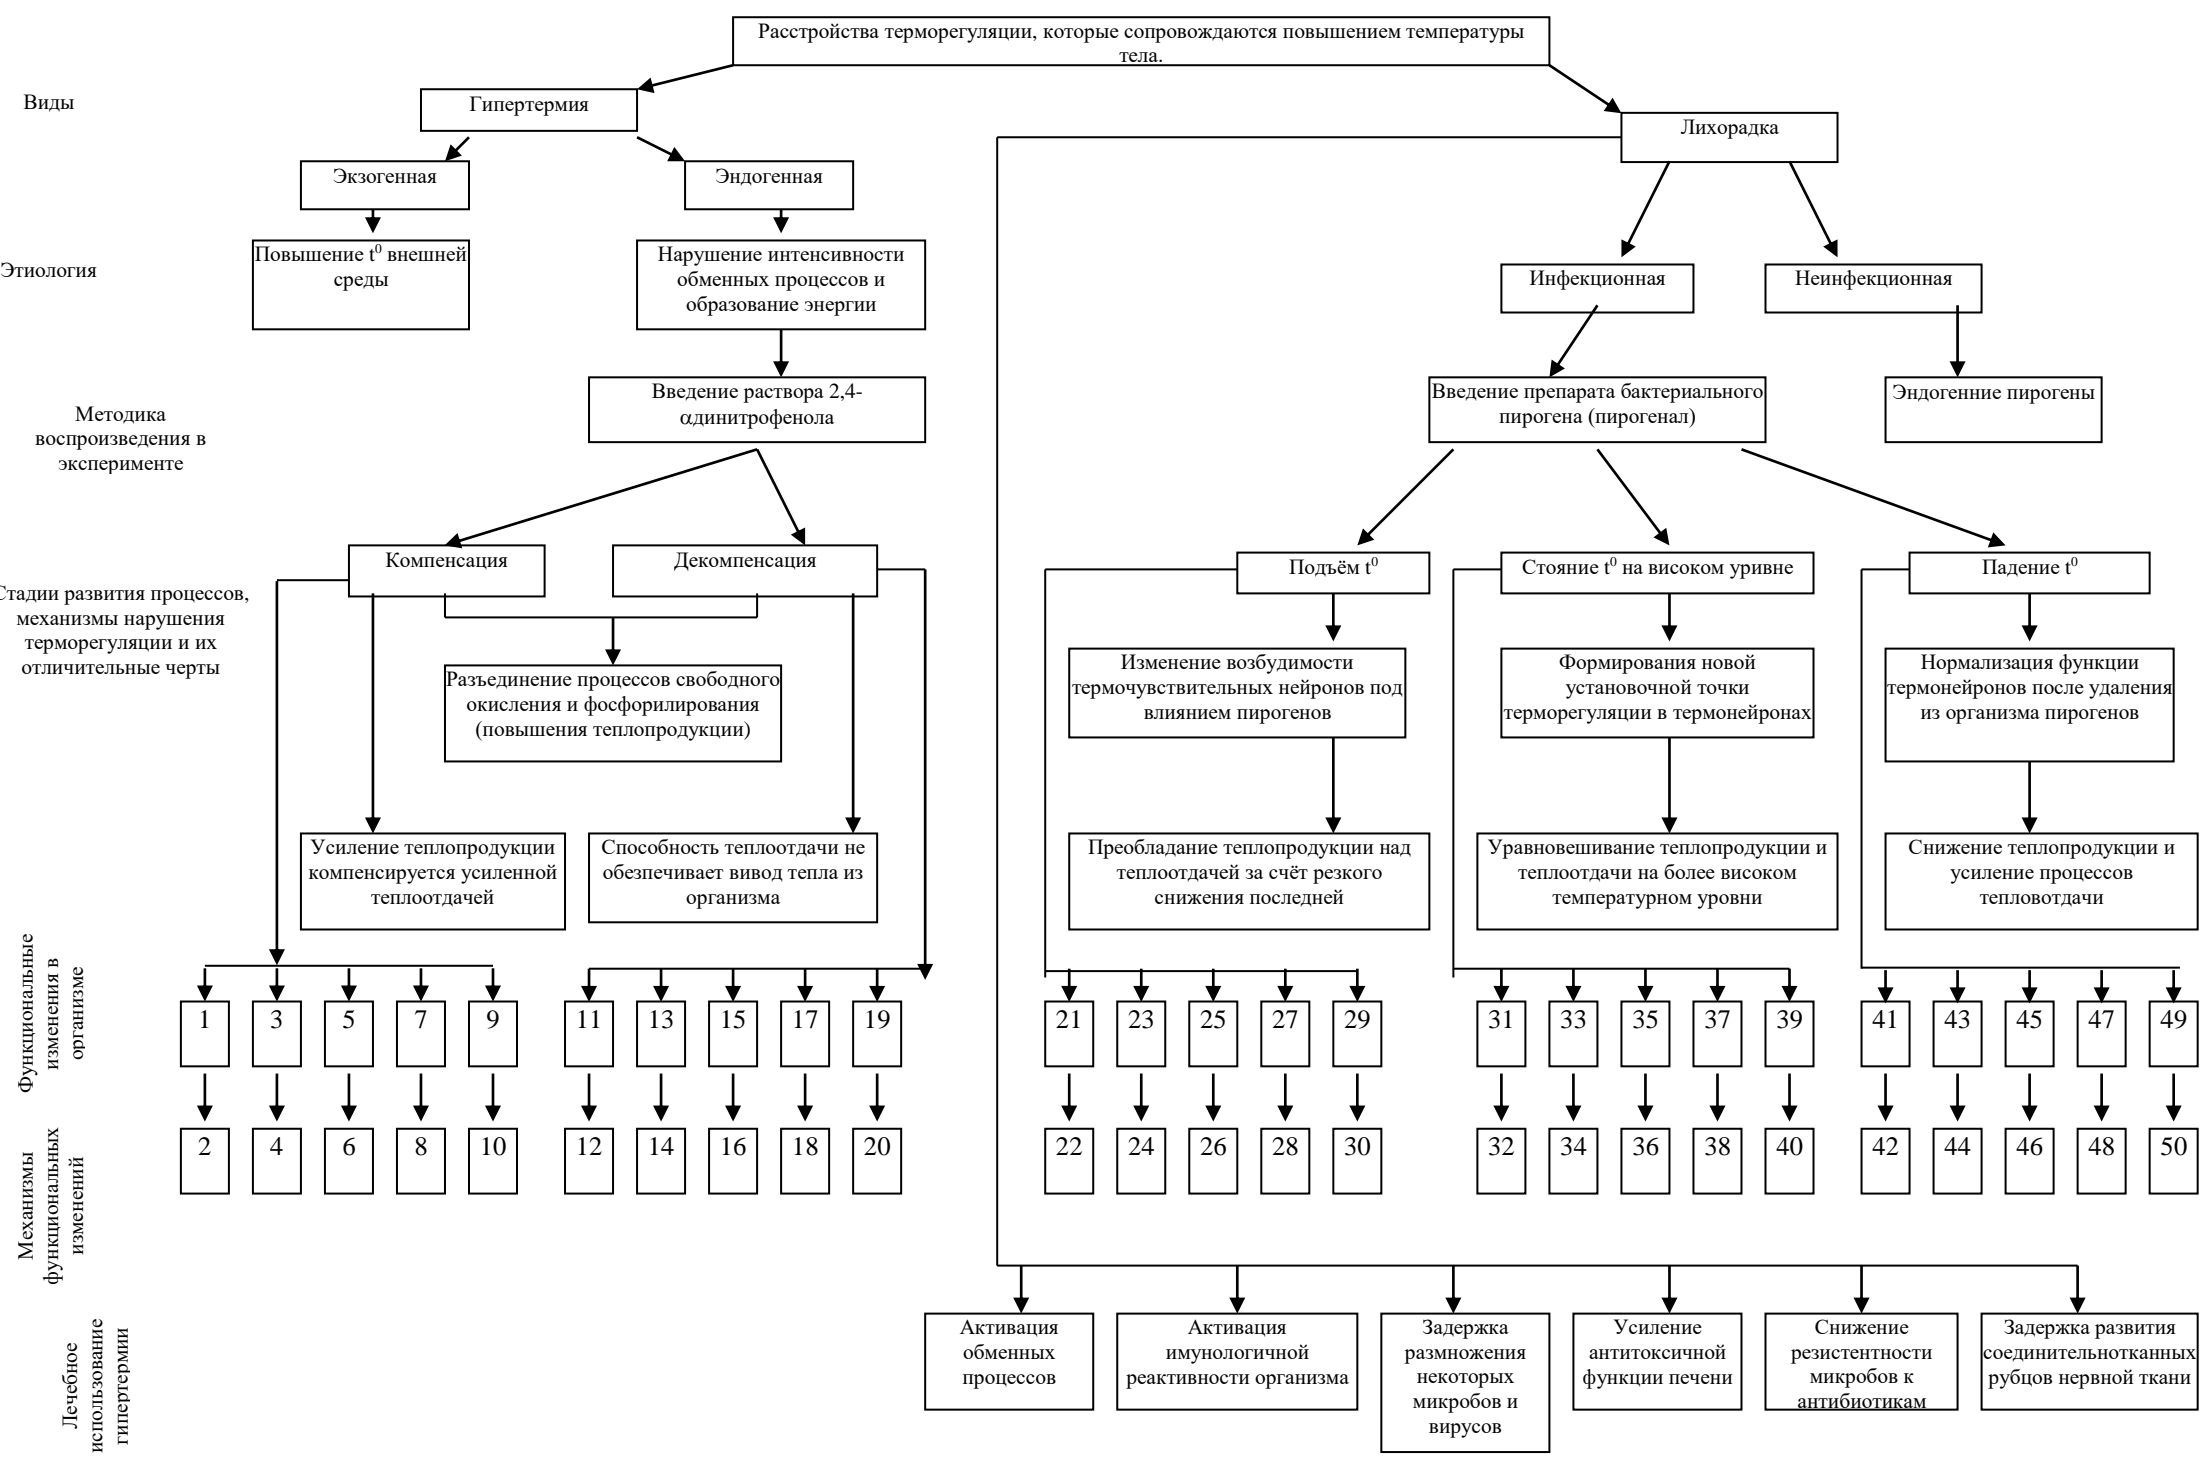 Расстройства терморегуляции, которые сопровождаются повышением температуры
тела.
Виды
Гипертермия
Лихорадка
Экзогенная
Эндогенная
Этиология
Повышение t⁰ внешней
среды
Нарушение интенсивности
обменных процессов и
образование энергии
Инфекционная
Неинфекционная
Методика
воспроизведения в
эксперименте
Введение раствора 2,4-
αдинитрофенола
Введение препарата бактериального
пирогена (пирогенал)
Эндогенние пирогены
Стадии развития процессов,
механизмы нарушения
терморегуляции и их
отличительные черты
Компенсация
Декомпенсация
Подъём t⁰
Стояние t⁰ на високом уривне
Падение t⁰
Разъединение процессов свободного
окисления и фосфорилирования
(повышения теплопродукции)
Изменение возбудимости
термочувствительных нейронов под
влиянием пирогенов
Формирования новой
установочной точки
терморегуляции в термонейронах
Нормализация функции
термонейронов после удаления
из организма пирогенов
Усиление теплопродукции
компенсируется усиленной
теплоотдачей
Способность теплоотдачи не
обеспечивает вивод тепла из
организма
Преобладание теплопродукции над
теплоотдачей за счёт резкого
снижения последней
Уравновешивание теплопродукции и
теплоотдачи на более високом
температурном уровни
Снижение теплопродукции и
усиление процессов
тепловотдачи
Функциональные
изменения в
организме
1 3 5 7 9 11 13 15 17 19 21 23 25 27 29 31 33 35 37 39 41 43 45 47 49
Механизмы
функциональных
изменений
2 4 6 8 10 12 14 16 18 20 22 24 26 28 30 32 34 36 38 40 42 44 46 48 50
Лечебное
использование
гипертермии
Активация
обменных
процессов
Активация
имунологичной
реактивности организма
Задержка
размножения
некоторых
микробов и
вирусов
Усиление
антитоксичной
функции печени
Снижение
резистентности
микробов к
антибиотикам
Задержка развития
соединительнотканных
рубцов нервной ткани